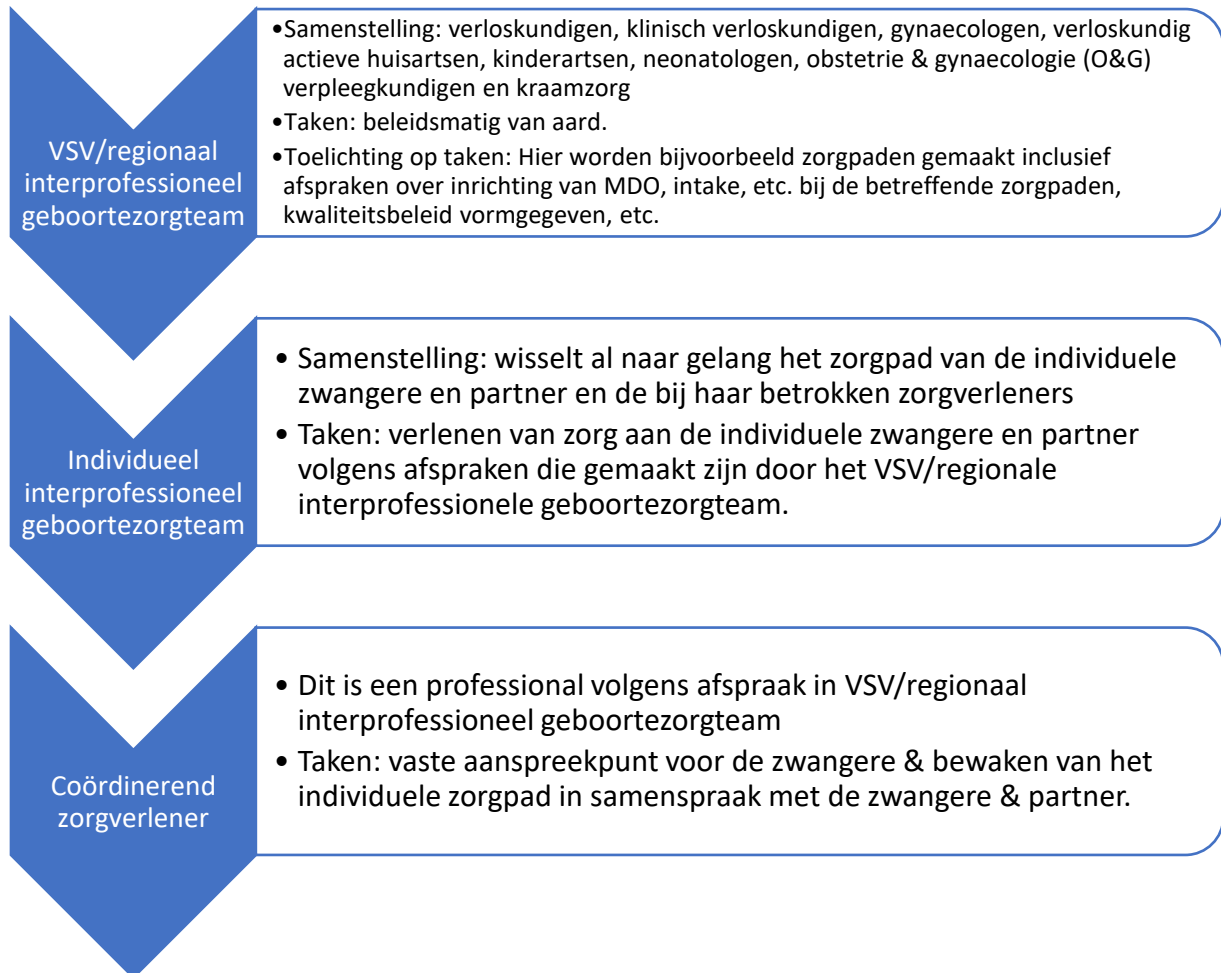 VSV/regionaal
interprofessioneel
geboortezorgteam
•Samenstelling: verloskundigen, klinisch verloskundigen, gynaecologen, verloskundig
actieve huisartsen, kinderartsen, neonatologen, obstetrie & gynaecologie (O&G)
verpleegkundigen en kraamzorg
•Taken: beleidsmatig van aard.
•Toelichting op taken: Hier worden bijvoorbeeld zorgpaden gemaakt inclusief
afspraken over inrichting van MDO, intake, etc. bij de betreffende zorgpaden,
kwaliteitsbeleid vormgegeven, etc.
Individueel
interprofessioneel
geboortezorgteam
• Samenstelling: wisselt al naar gelang het zorgpad van de individuele
zwangere en partner en de bij haar betrokken zorgverleners
• Taken: verlenen van zorg aan de individuele zwangere en partner
volgens afspraken die gemaakt zijn door het VSV/regionale
interprofessionele geboortezorgteam.
Coördinerend
zorgverlener
• Dit is een professional volgens afspraak in VSV/regionaal
interprofessioneel geboortezorgteam
• Taken: vaste aanspreekpunt voor de zwangere & bewaken van het
individuele zorgpad in samenspraak met de zwangere & partner.